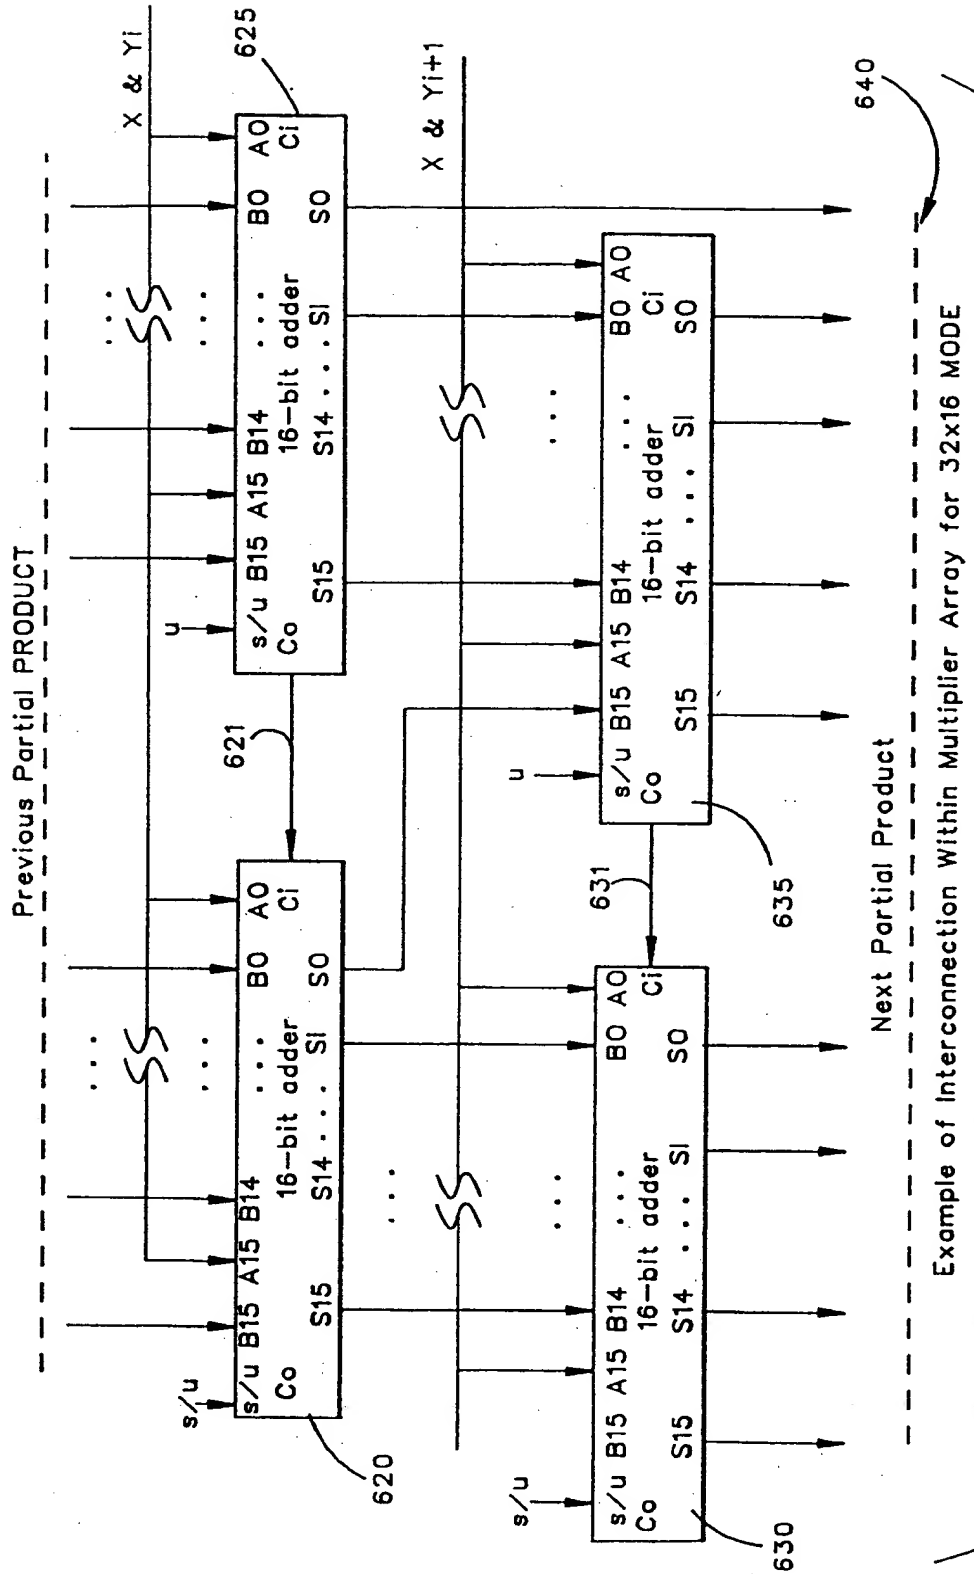 Previous Partial PRODUCT
X & Yi
u
s/u
s/u B15 A15 B14 ... B0 A0
16-bit adder
Co Ci
S15 S14 ... S1 S0
620
621
s/u B15 A15 B14 ... B0 A0
16-bit adder
Co Ci
S15 S14 .... S1 S0
625
X & Yi+1
s/u
u
s/u B15 A15 B14 ... B0 A0
16-bit adder
Co Ci
S15 S14 ... S1 S0
630
631
s/u B15 A15 B14 ... B0 A0
16-bit adder
Co Ci
S15 S14 ... S1 S0
635
Next Partial Product
640
Example of Interconnection Within Multiplier Array for 32x16 MODE